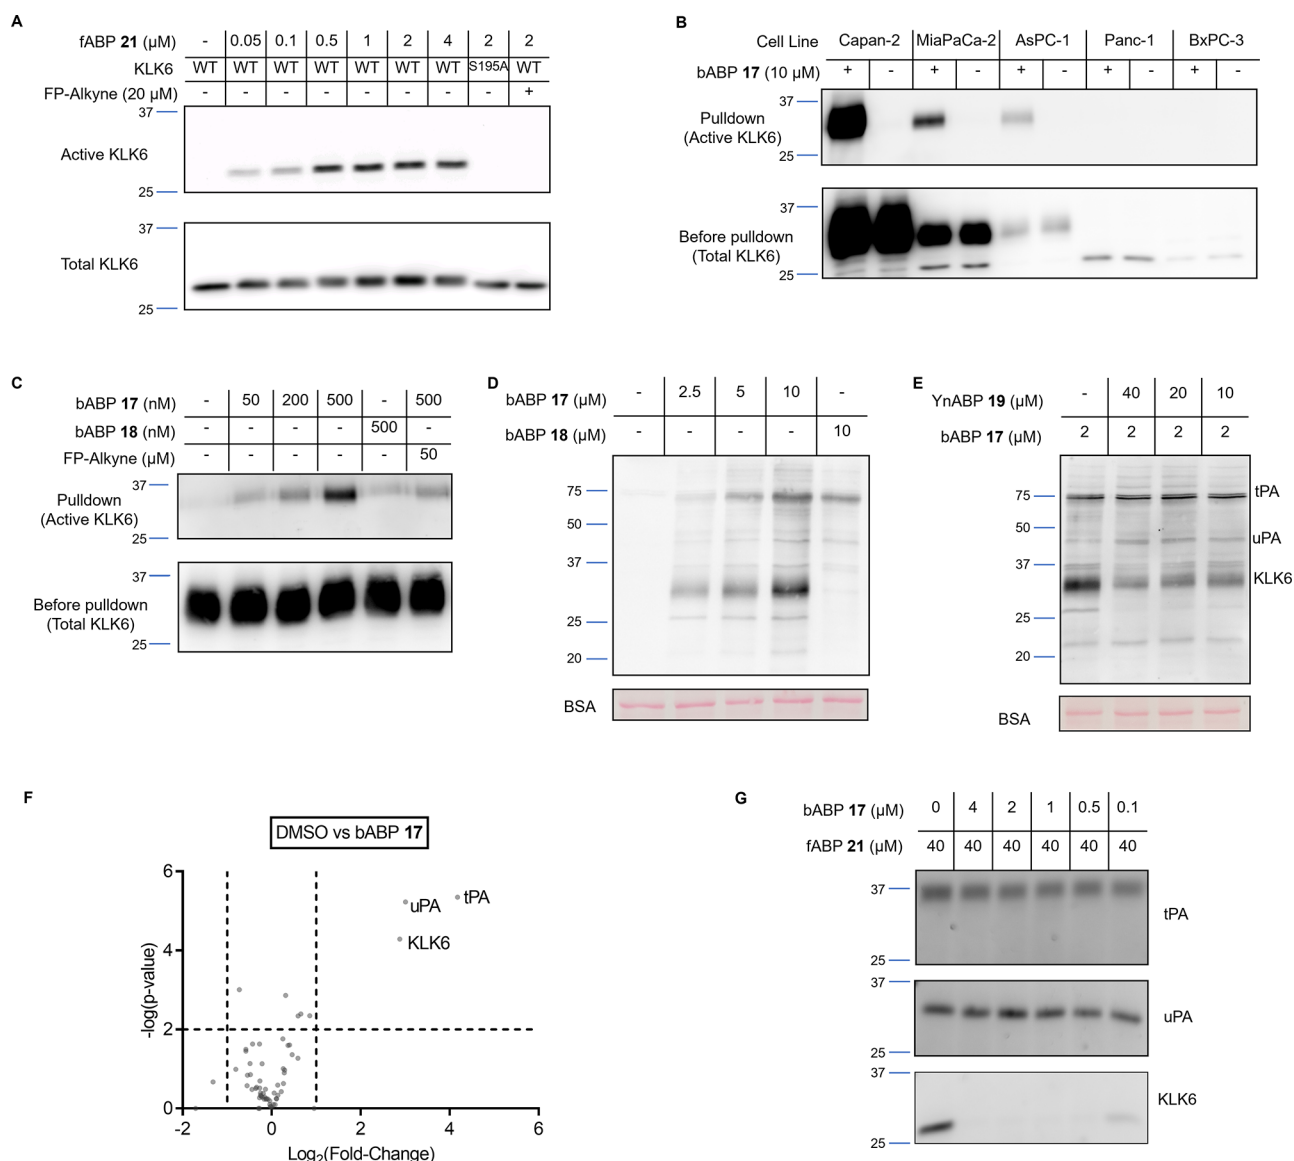 A
fABP 21 (μM) - 0.05 0.1 0.5 1 2 4 2 2
KLK6 WT WT WT WT WT WT WT S195A WT
FP-Alkyne (20 μM) - - - - - - - - +
37
Active KLK6
25
37
Total KLK6
25
B
Cell Line Capan-2 MiaPaCa-2 AsPC-1 Panc-1 BxPC-3
bABP 17 (10 μM) + - + - + - + - + -
37
Pulldown
(Active KLK6)
25
37
Before pulldown
(Total KLK6)
25
C
bABP 17 (nM) - 50 200 500 - 500
bABP 18 (nM) - - - - 500 -
FP-Alkyne (μM) - - - - - 50
37
Pulldown
(Active KLK6)
25
37
Before pulldown
(Total KLK6)
25
D
bABP 17 (μM) - 2.5 5 10 -
bABP 18 (μM) - - - - 10
75
50
37
25
20
BSA
E
YnABP 19 (μM) - 40 20 10
bABP 17 (μM) 2 2 2 2
75 tPA
50
uPA
37
KLK6
25
20
BSA
F
DMSO vs bABP 17
6
4
2
0
-log(p-value)
tPA
uPA
KLK6
-2 0 2 4 6
Log2(Fold-Change)
G
bABP 17 (μM) 0 4 2 1 0.5 0.1
fABP 21 (μM) 40 40 40 40 40 40
37
tPA
25
37
uPA
25
37
KLK6
25